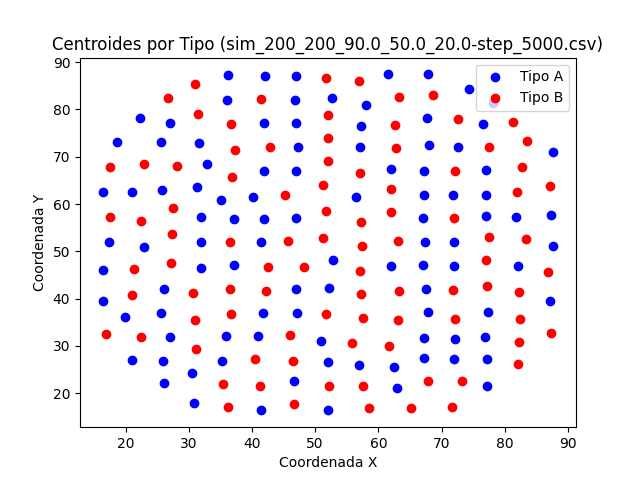 Centroides por Tipo (sim_200_200_90.0_50.0_20.0-step_5000.csv)
Tipo A
Tipo B
Coordenada Y
90
80
70
60
50
40
30
20
20 30 40 50 60 70 80 90
Coordenada X